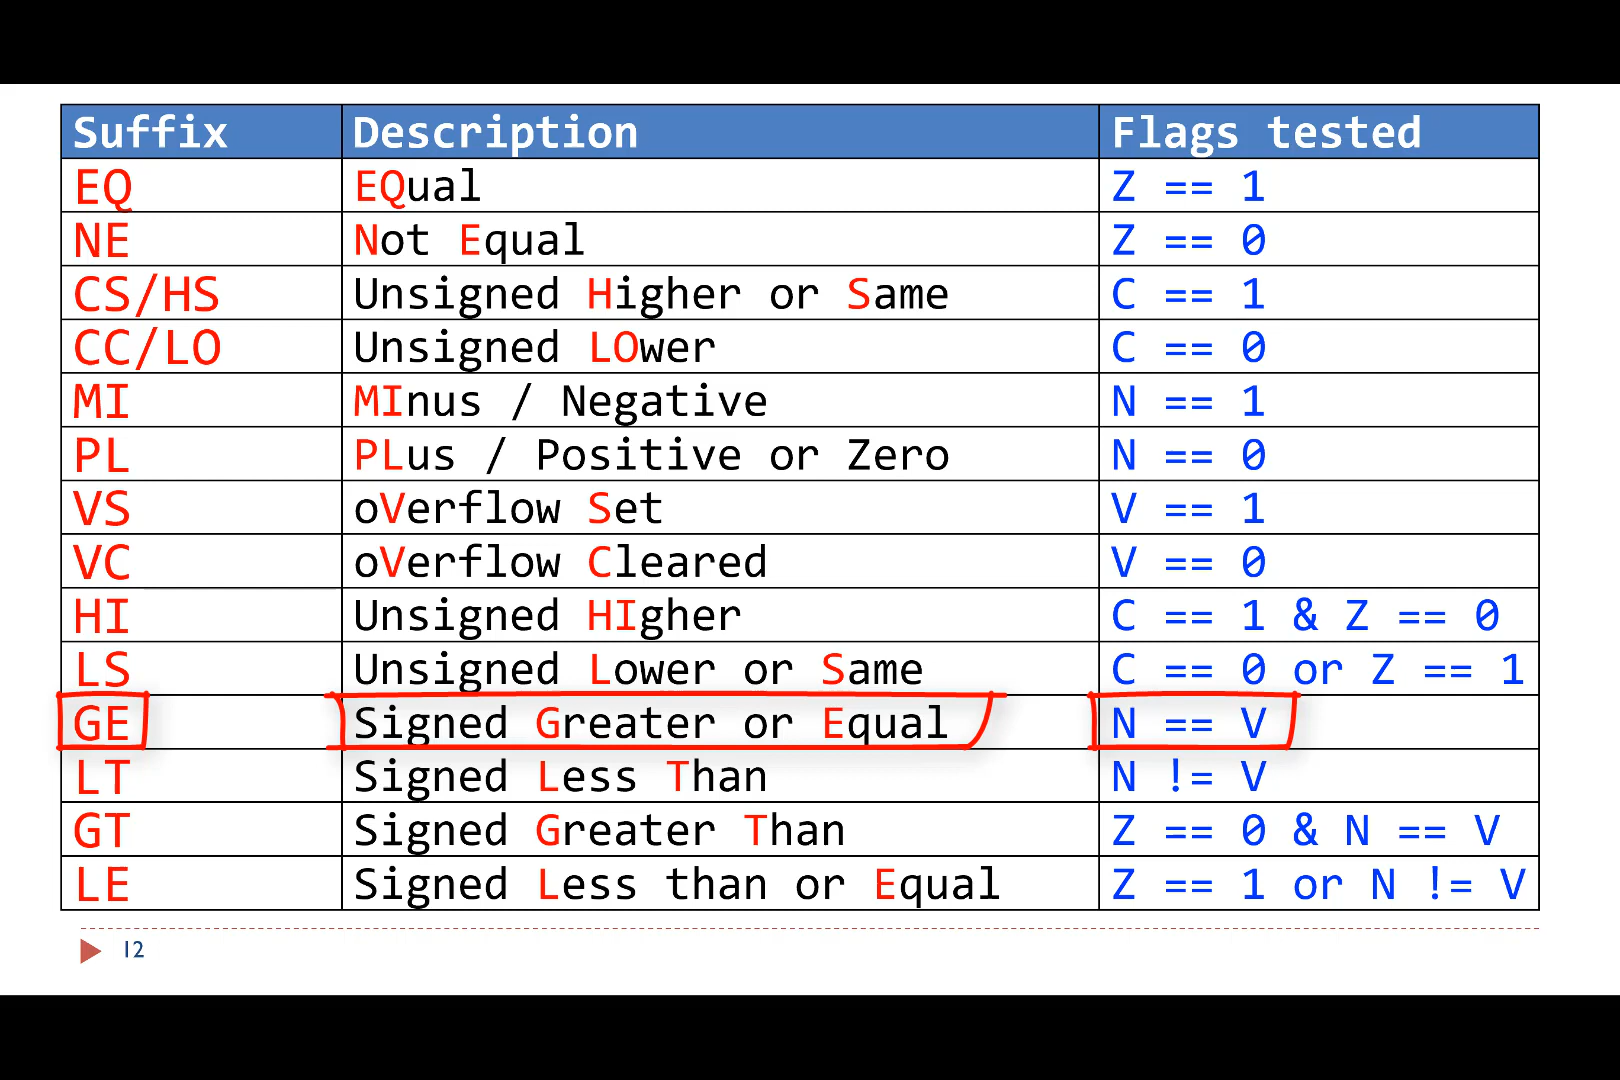 Suffix Description Flags tested
EQ EQual Z == 1
NE Not Equal Z == 0
CS/HS Unsigned Higher or Same C == 1
CC/LO Unsigned LOwer C == 0
MI MInus / Negative N == 1
PL PLus / Positive or Zero N == 0
VS oVerflow Set V == 1
VC oVerflow Cleared V == 0
HI Unsigned HIgher C == 1 & Z == 0
LS Unsigned Lower or Same C == 0 or Z == 1
GE Signed Greater or Equal N == V
LT Signed Less Than N != V
GT Signed Greater Than Z == 0 & N == V
LE Signed Less than or Equal Z == 1 or N != V
12